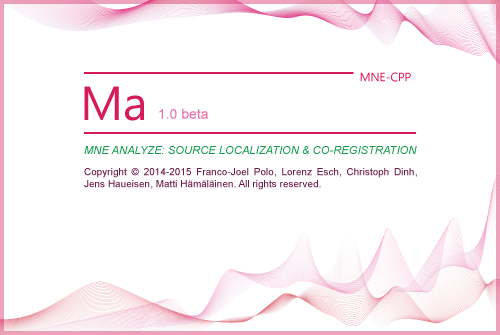 MNE-CPP
Ma 1.0 beta
MNE ANALYZE: SOURCE LOCALIZATION & CO-REGISTRATION
Copyright © 2014-2015 Franco-Joel Polo, Lorenz Esch, Christoph Dinh,
Jens Haueisen, Matti Hämäläinen. All rights reserved.